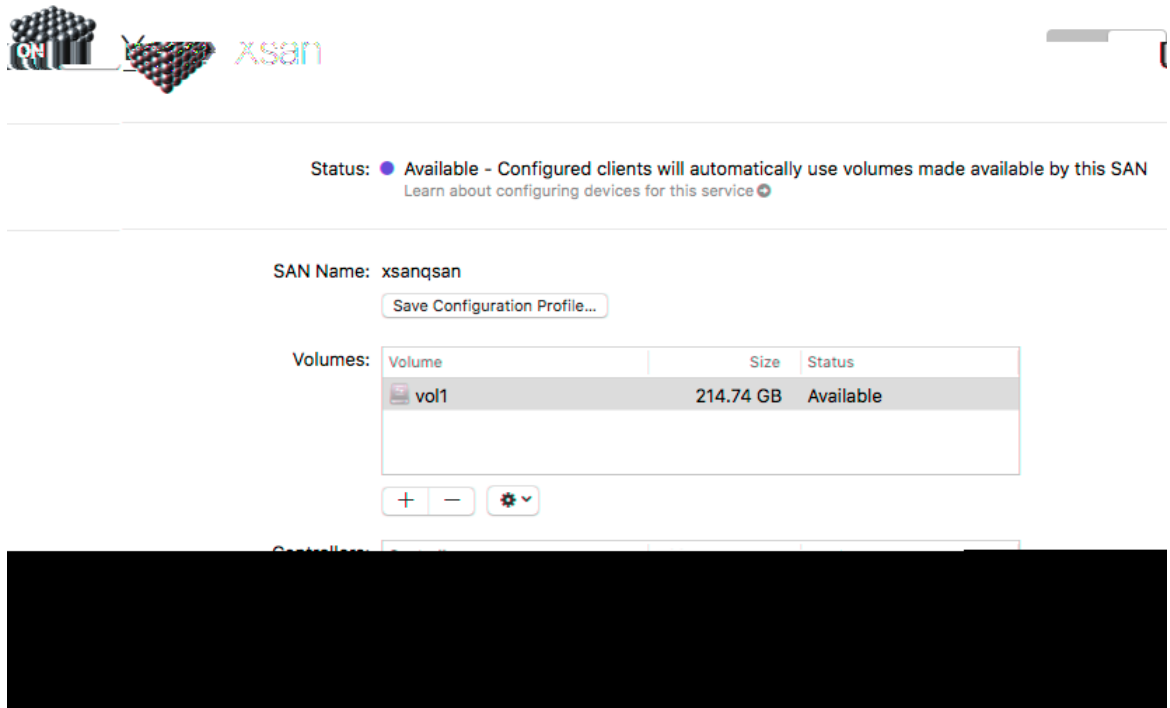 ON
xsan
Status: Available - Configured clients will automatically use volumes made available by this SAN
Learn about configuring devices for this service
SAN Name: xsanqsan
Save Configuration Profile...
Volumes: Volume Size Status
vol1 214.74 GB Available